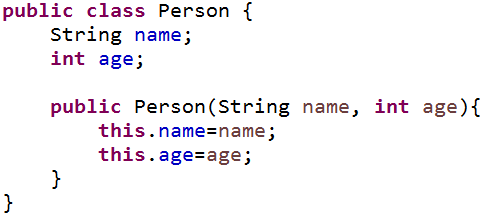 public class Person {
    String name;
    int age;

    public Person(String name, int age){
        this.name=name;
        this.age=age;
    }
}